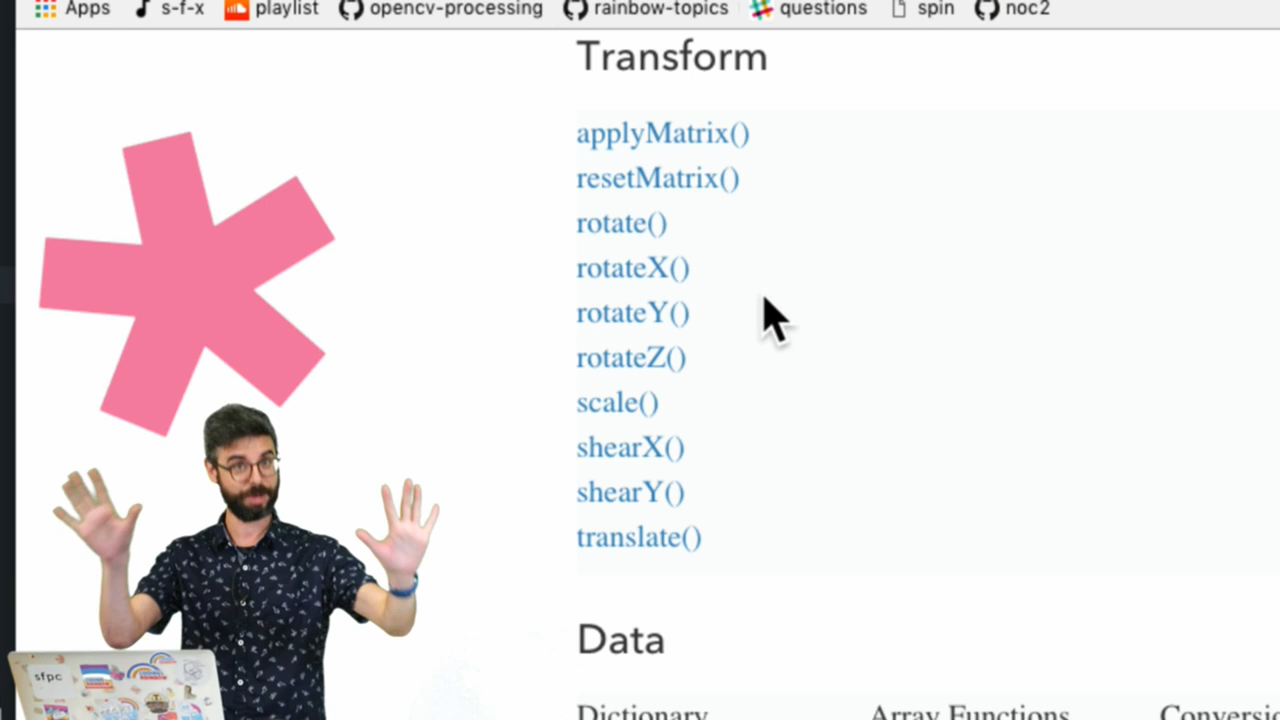 Apps s-f-x playlist opencv-processing rainbow-topics questions spin noc2
Transform
applyMatrix()
resetMatrix()
rotate()
rotateX()
rotateY()
rotateZ()
scale()
shearX()
shearY()
translate()
Data
Dictionary Array Functions
sfpc